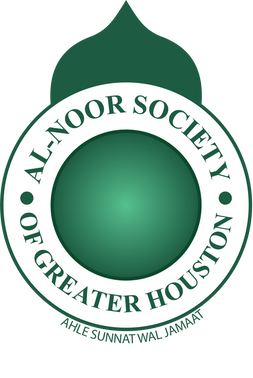 AL-NOOR SOCIETY
OF GREATER HOUSTON
AHLE SUNNAT WAL JAMAAT